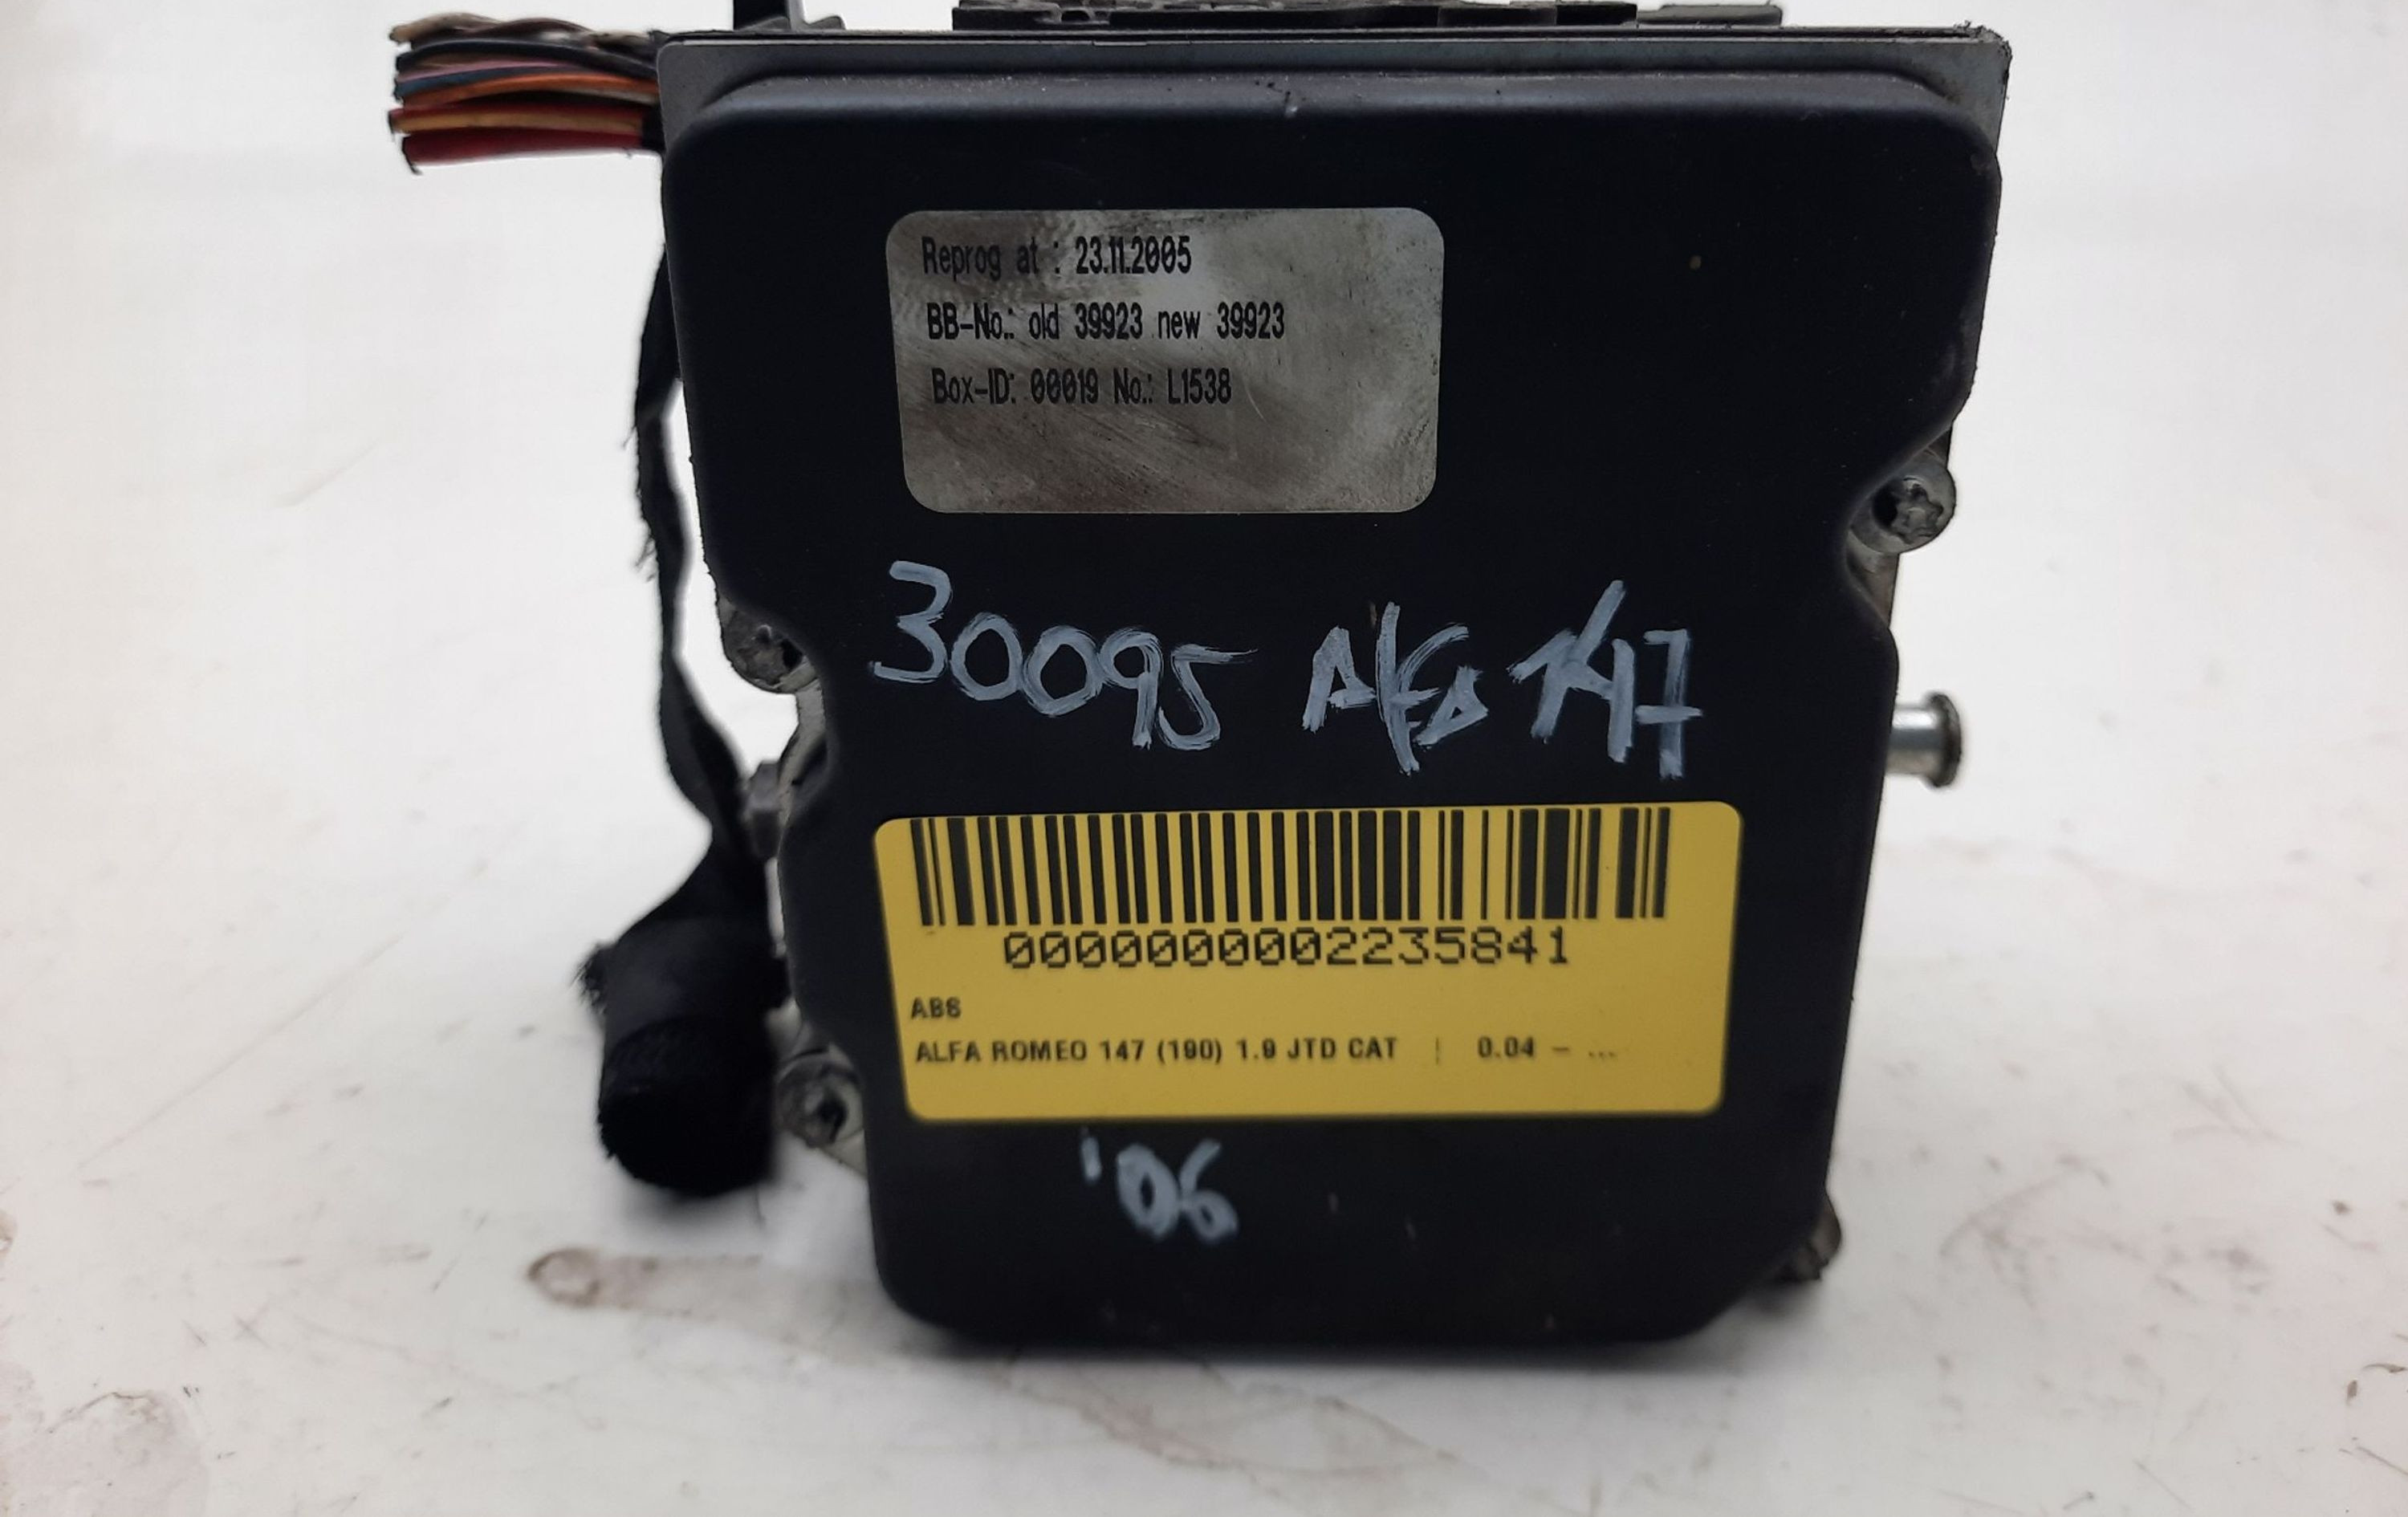 Reprog at : 23.11.2005
BB-No.: old 39923 new 39923
Box-ID: 00019 No.: L1538
30095 Alfa 147
0000000002235841
ABS
ALFA ROMEO 147 (190) 1.9 JTD CAT | 0.04 - ...
'06